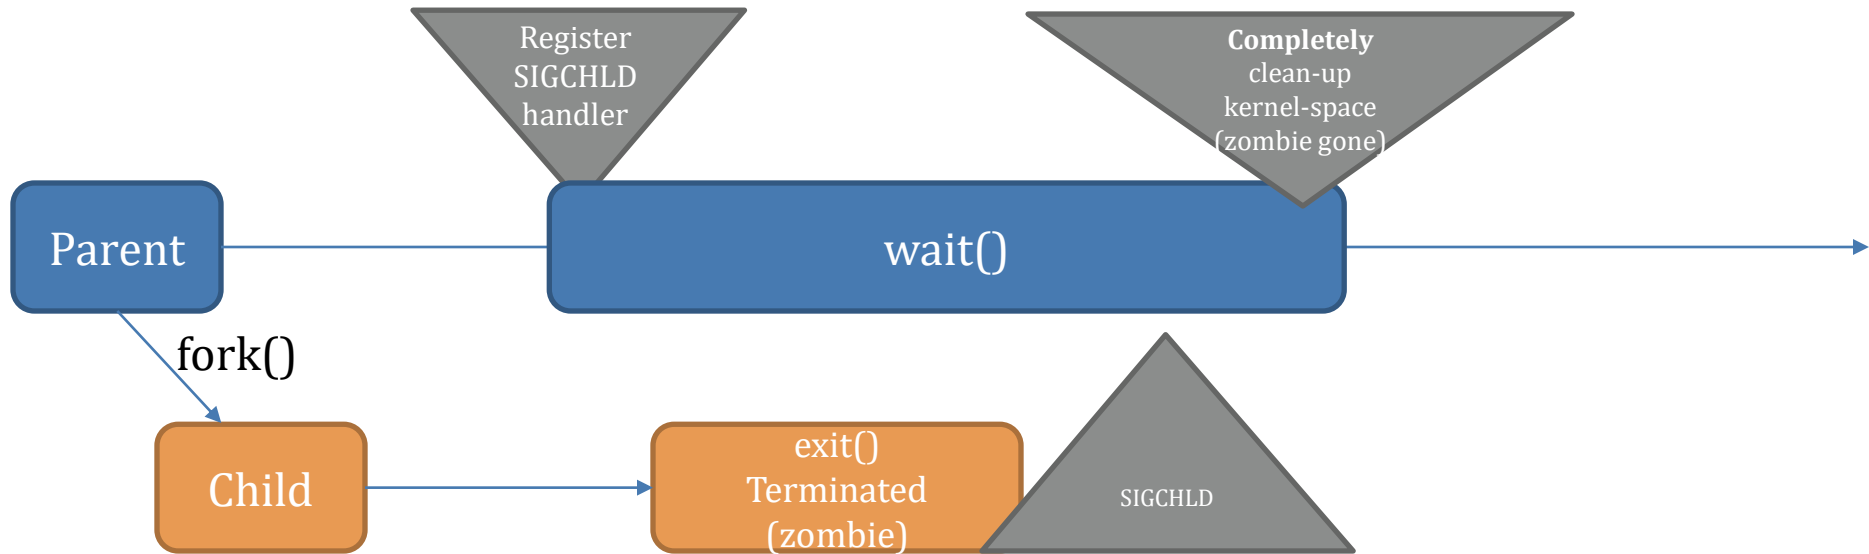 Register
SIGCHLD
handler
Completely
clean-up
kernel-space
(zombie gone)
Parent
wait()
fork()
Child
exit()
Terminated
(zombie)
SIGCHLD